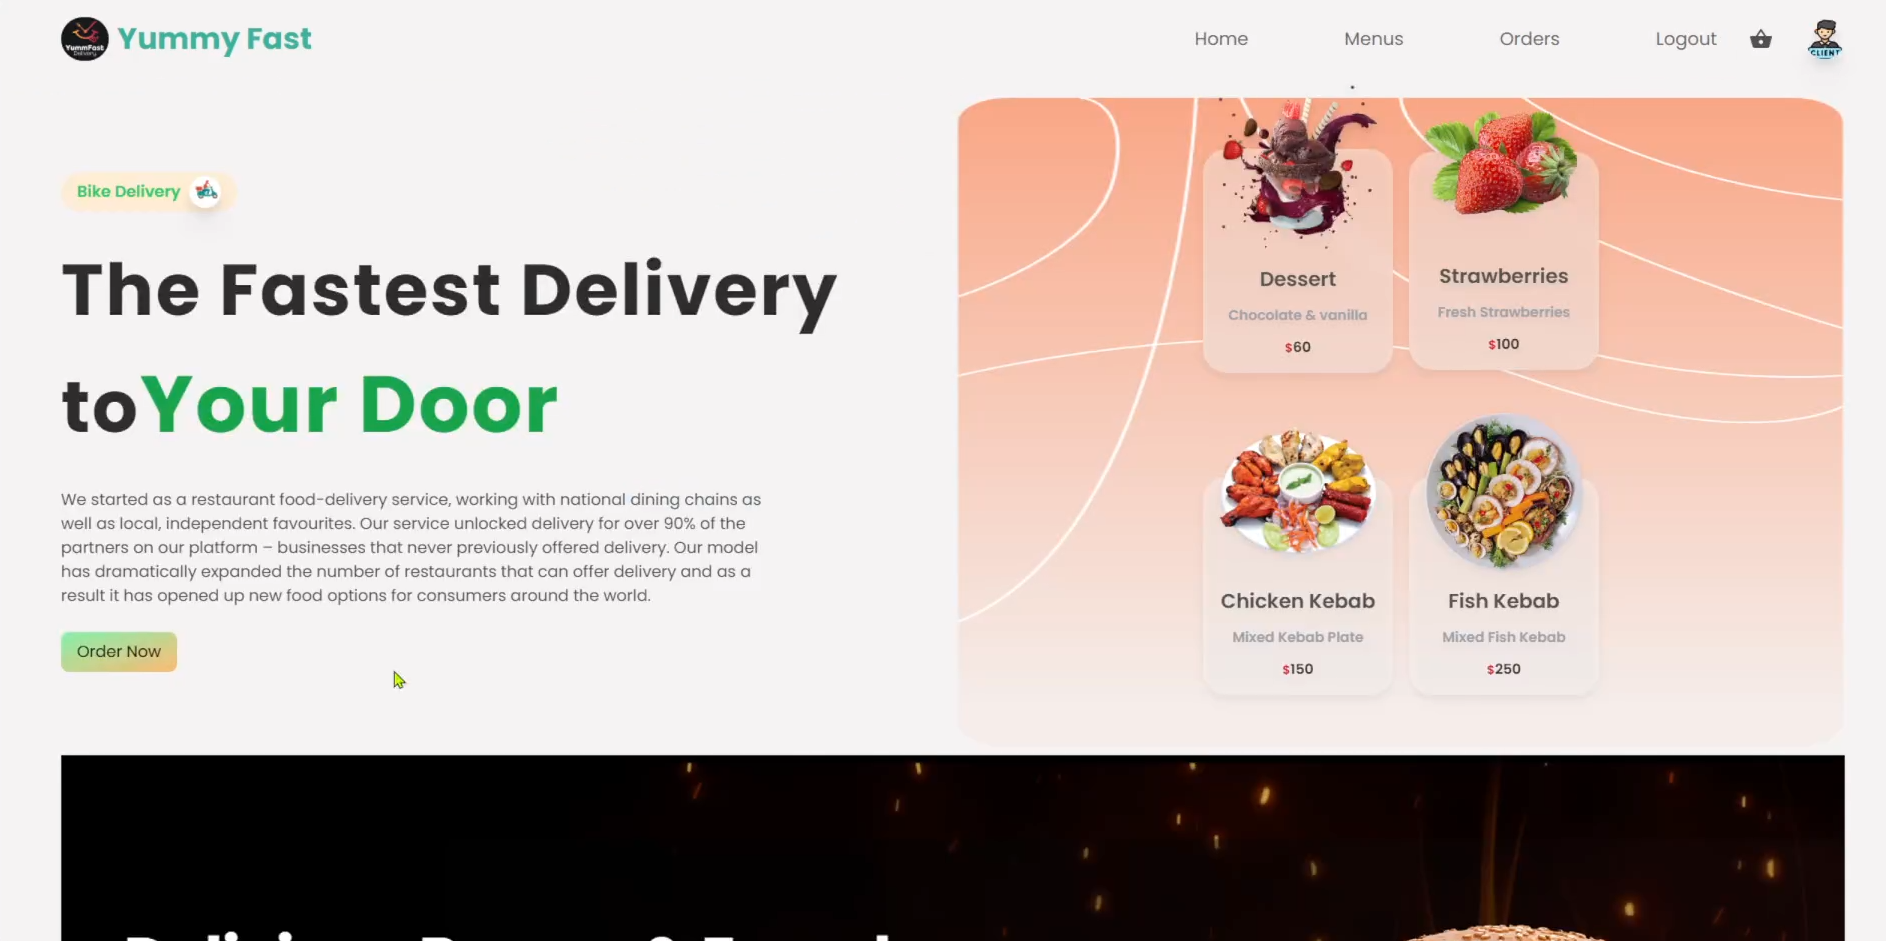 YummFast
Delivery
Yummy Fast
Home
Menus
Orders
Logout
CLIENT
Bike Delivery
The Fastest Delivery
toYour Door
We started as a restaurant food-delivery service, working with national dining chains as
well as local, independent favourites. Our service unlocked delivery for over 90% of the
partners on our platform – businesses that never previously offered delivery. Our model
has dramatically expanded the number of restaurants that can offer delivery and as a
result it has opened up new food options for consumers around the world.
Order Now
Dessert
Chocolate & vanilla
$60
Strawberries
Fresh Strawberries
$100
Chicken Kebab
Mixed Kebab Plate
$150
Fish Kebab
Mixed Fish Kebab
$250